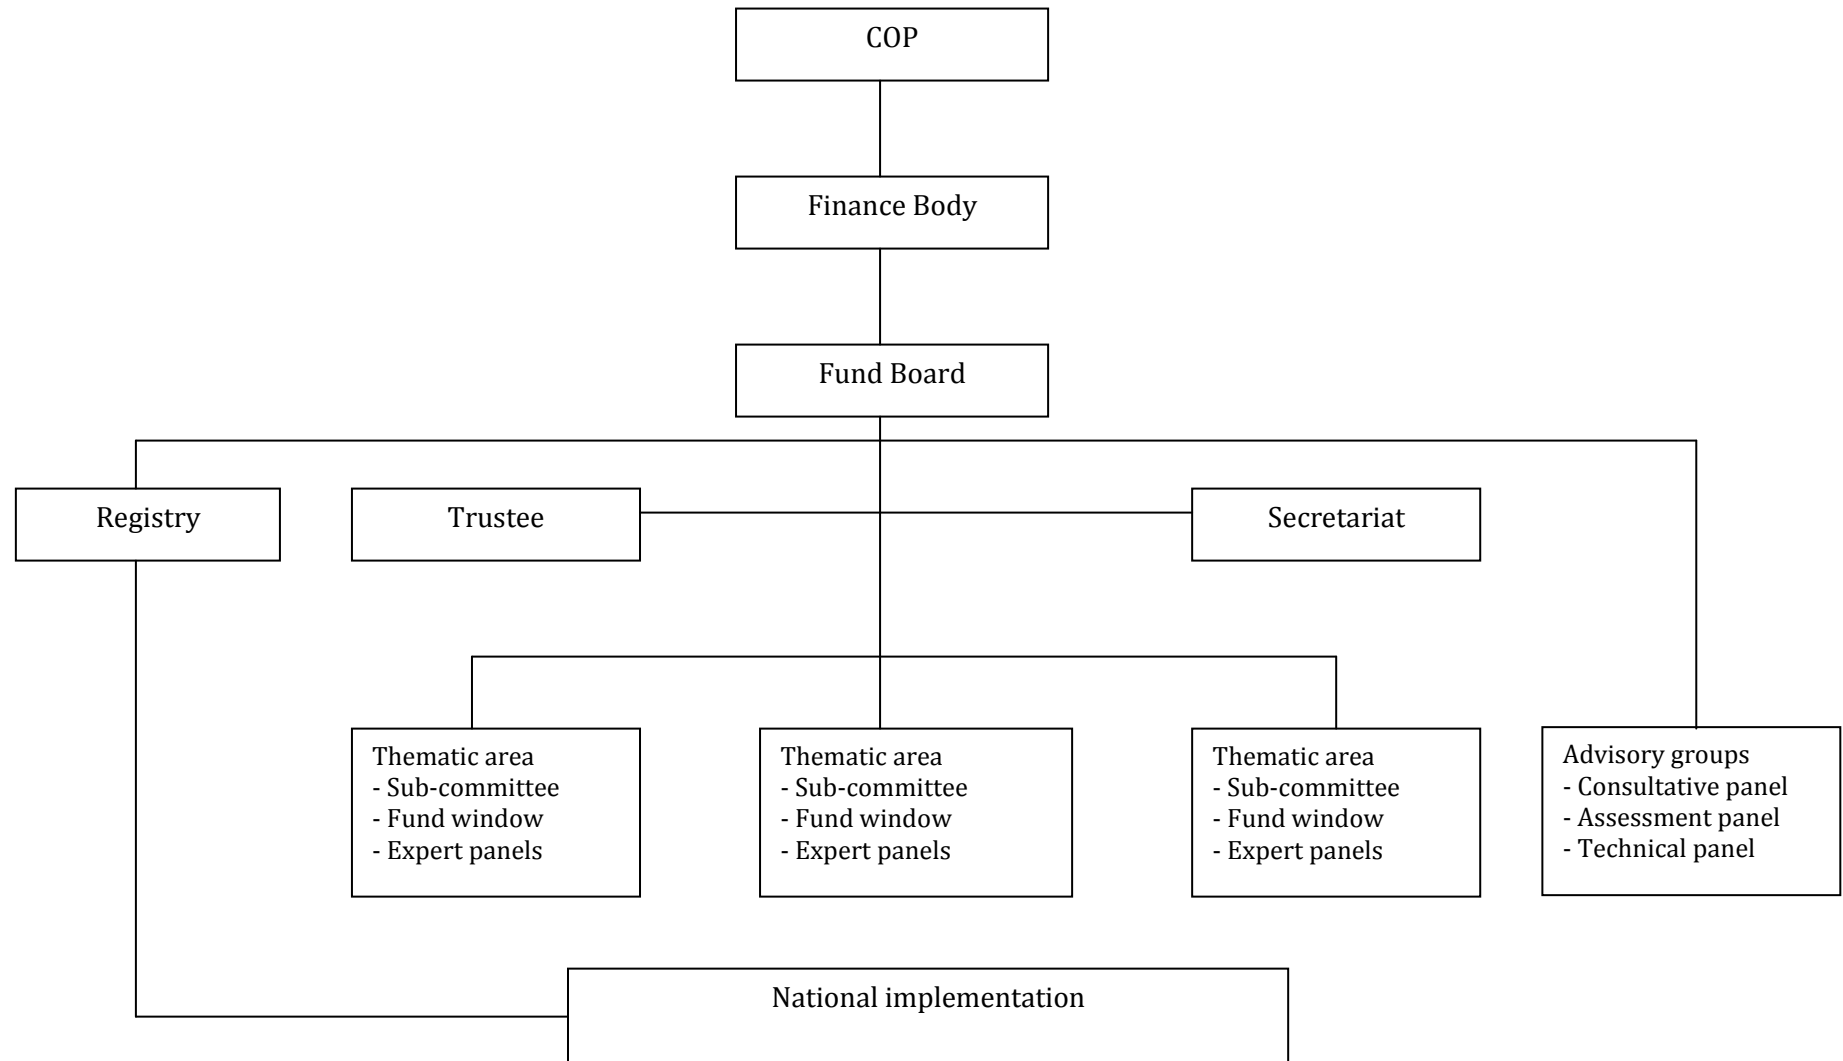 COP
Finance Body
Fund Board
Registry
Trustee
Secretariat
Thematic area
- Sub-committee
- Fund window
- Expert panels
Thematic area
- Sub-committee
- Fund window
- Expert panels
Thematic area
- Sub-committee
- Fund window
- Expert panels
Advisory groups
- Consultative panel
- Assessment panel
- Technical panel
National implementation